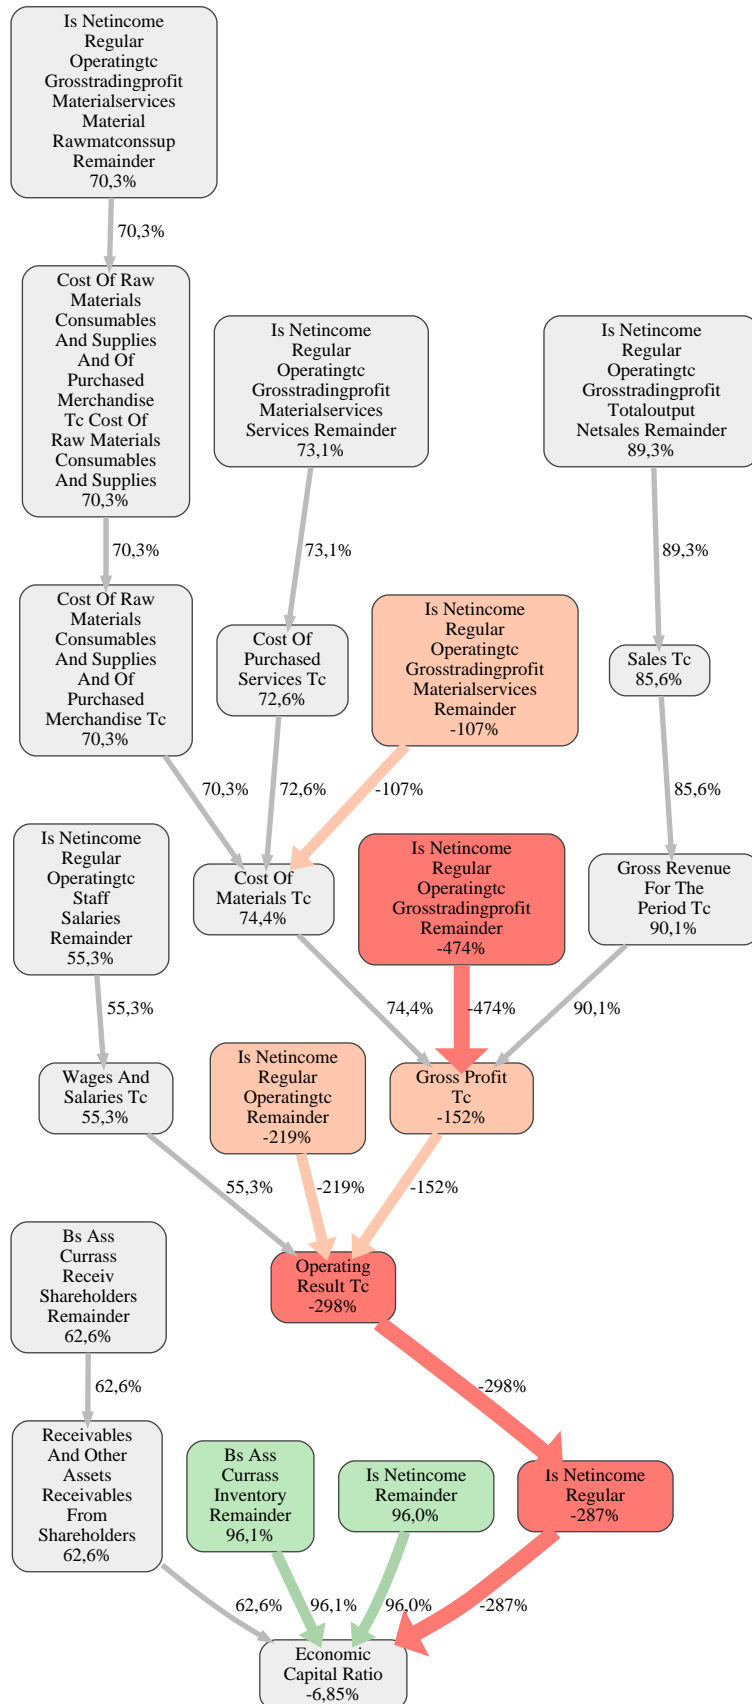 Is Netincome
Regular
Operatingtc
Grosstradingprofit
Materialservices
Material
Rawmatconssup
Remainder
70,3%
70,3%
Cost Of Raw
Materials
Consumables
And Supplies
And Of
Purchased
Merchandise
Tc Cost Of
Raw Materials
Consumables
And Supplies
70,3%
Is Netincome
Regular
Operatingtc
Grosstradingprofit
Materialservices
Services Remainder
73,1%
Is Netincome
Regular
Operatingtc
Grosstradingprofit
Totaloutput
Netsales Remainder
89,3%
70,3%
73,1%
89,3%
Cost Of Raw
Materials
Consumables
And Supplies
And Of
Purchased
Merchandise Tc
70,3%
Cost Of
Purchased
Services Tc
72,6%
Is Netincome
Regular
Operatingtc
Grosstradingprofit
Materialservices
Remainder
-107%
Sales Tc
85,6%
70,3%
72,6%
-107%
85,6%
Is Netincome
Regular
Operatingtc
Staff
Salaries
Remainder
55,3%
Cost Of
Materials Tc
74,4%
Is Netincome
Regular
Operatingtc
Grosstradingprofit
Remainder
-474%
Gross Revenue
For The
Period Tc
90,1%
55,3%
74,4%
-474%
90,1%
Wages And
Salaries Tc
55,3%
Is Netincome
Regular
Operatingtc
Remainder
-219%
Gross Profit
Tc
-152%
55,3%
-219%
-152%
Bs Ass
Currass
Receiv
Shareholders
Remainder
62,6%
Operating
Result Tc
-298%
62,6%
-298%
Receivables
And Other
Assets
Receivables
From
Shareholders
62,6%
Bs Ass
Currass
Inventory
Remainder
96,1%
Is Netincome
Remainder
96,0%
Is Netincome
Regular
-287%
62,6%
96,1%
96,0%
-287%
Economic
Capital Ratio
-6,85%